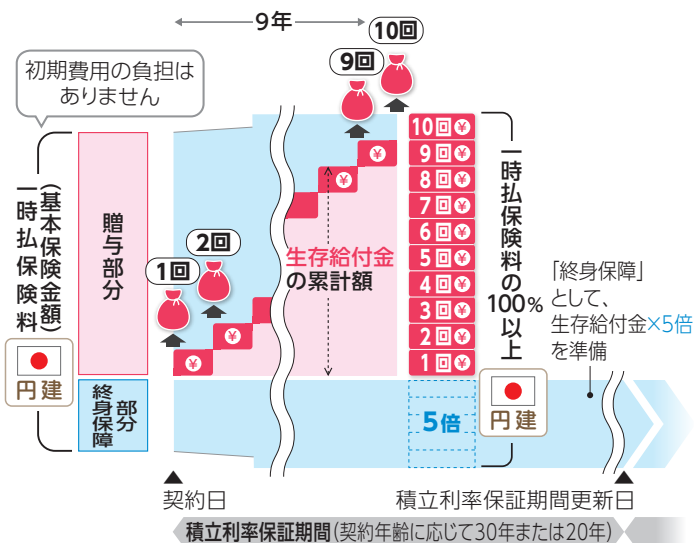 9年
10回
9回
初期費用の負担は
ありません
一時払保険料
(基本保険金額)
円建
贈与部分
終身保障
部分
1回
2回
¥
¥
¥
¥
生存給付金
の累計額
10回¥
9回¥
8回¥
7回¥
6回¥
5回¥
4回¥
3回¥
2回¥
1回¥
5倍
一時払保険料の
100%
以上
円建
「終身保障」
として、
生存給付金×5倍
を準備
契約日
積立利率保証期間更新日
積立利率保証期間(契約年齢に応じて30年または20年)